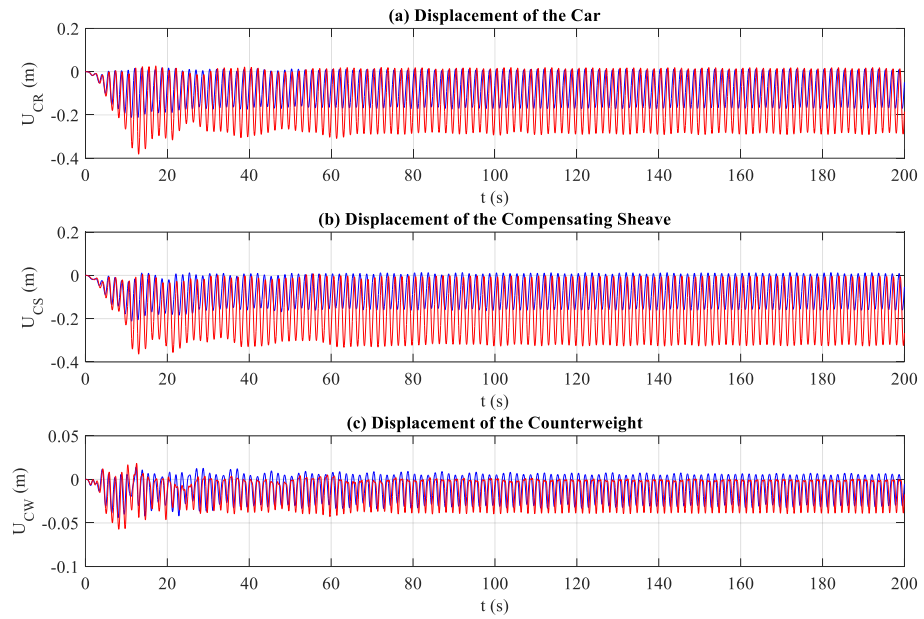 (a) Displacement of the Car
0.2
0
-0.2
-0.4
U_CR (m)
0 20 40 60 80 100 120 140 160 180 200
t (s)
(b) Displacement of the Compensating Sheave
0.2
0
-0.2
-0.4
U_CS (m)
0 20 40 60 80 100 120 140 160 180 200
t (s)
(c) Displacement of the Counterweight
0.05
0
-0.05
-0.1
U_CW (m)
0 20 40 60 80 100 120 140 160 180 200
t (s)